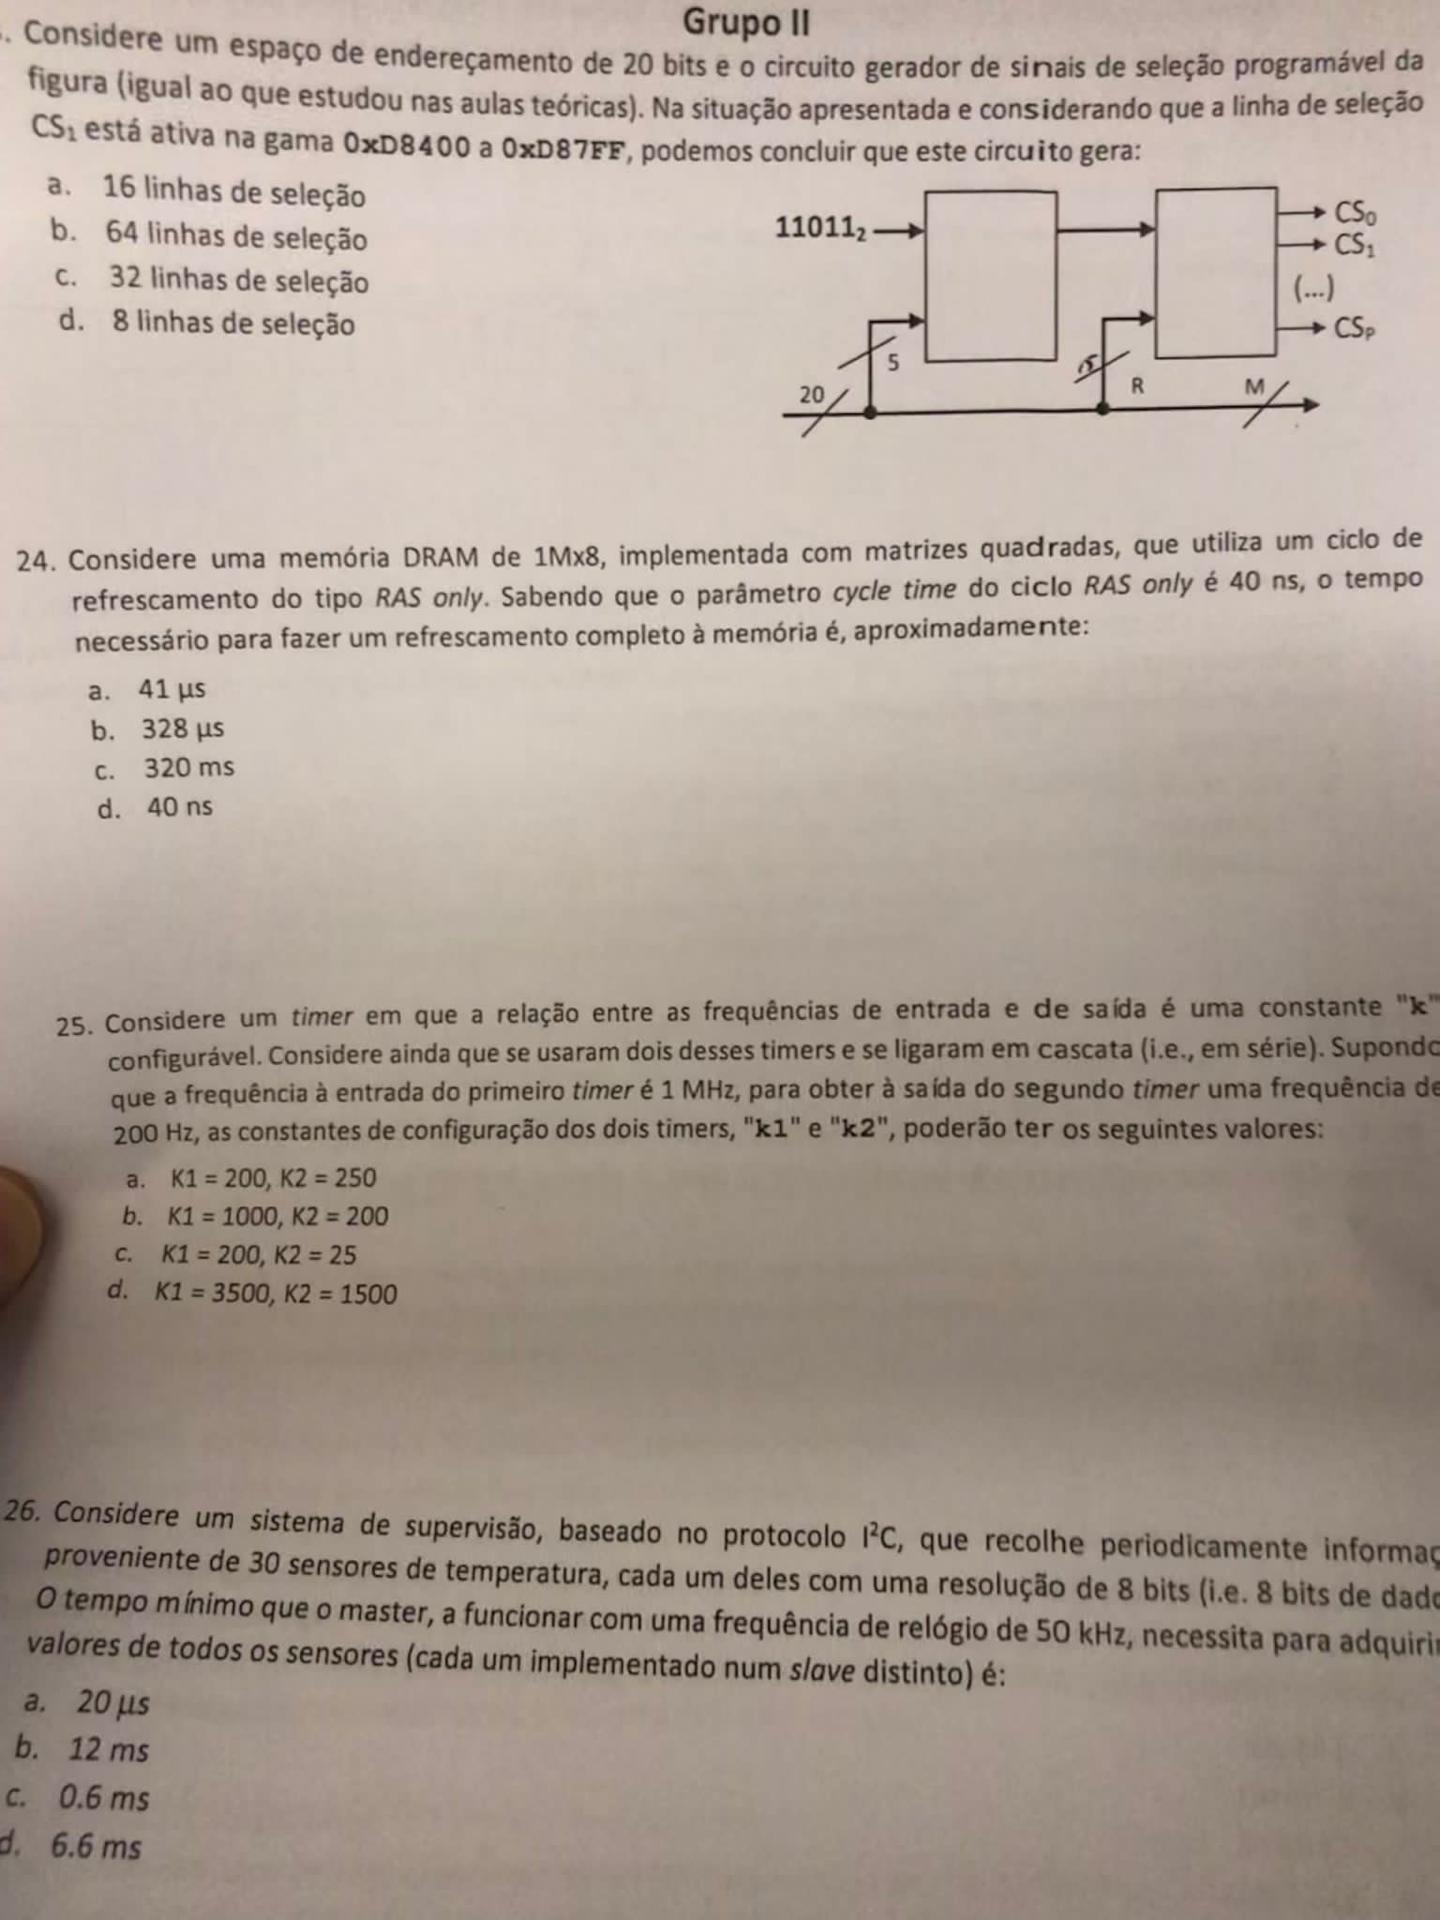 Grupo II
. Considere um espaço de endereçamento de 20 bits e o circuito gerador de sinais de seleção programável da
figura (igual ao que estudou nas aulas teóricas). Na situação apresentada e considerando que a linha de seleção
CS₁ está ativa na gama 0xD8400 a 0xD87FF, podemos concluir que este circuito gera:
a. 16 linhas de seleção
b. 64 linhas de seleção
c. 32 linhas de seleção
d. 8 linhas de seleção
11011₂
CS₀
CS₁
(...)
CSₚ
5
5
20
R
M
24. Considere uma memória DRAM de 1Mx8, implementada com matrizes quadradas, que utiliza um ciclo de
refrescamento do tipo RAS only. Sabendo que o parâmetro cycle time do ciclo RAS only é 40 ns, o tempo
necessário para fazer um refrescamento completo à memória é, aproximadamente:
a. 41 µs
b. 328 µs
c. 320 ms
d. 40 ns
25. Considere um timer em que a relação entre as frequências de entrada e de saída é uma constante "k"
configurável. Considere ainda que se usaram dois desses timers e se ligaram em cascata (i.e., em série). Supondo
que a frequência à entrada do primeiro timer é 1 MHz, para obter à saída do segundo timer uma frequência de
200 Hz, as constantes de configuração dos dois timers, "k1" e "k2", poderão ter os seguintes valores:
a. K1 = 200, K2 = 250
b. K1 = 1000, K2 = 200
c. K1 = 200, K2 = 25
d. K1 = 3500, K2 = 1500
26. Considere um sistema de supervisão, baseado no protocolo I²C, que recolhe periodicamente informaç
proveniente de 30 sensores de temperatura, cada um deles com uma resolução de 8 bits (i.e. 8 bits de dado
O tempo mínimo que o master, a funcionar com uma frequência de relógio de 50 kHz, necessita para adquirir
valores de todos os sensores (cada um implementado num slave distinto) é:
a. 20 µs
b. 12 ms
c. 0.6 ms
d. 6.6 ms